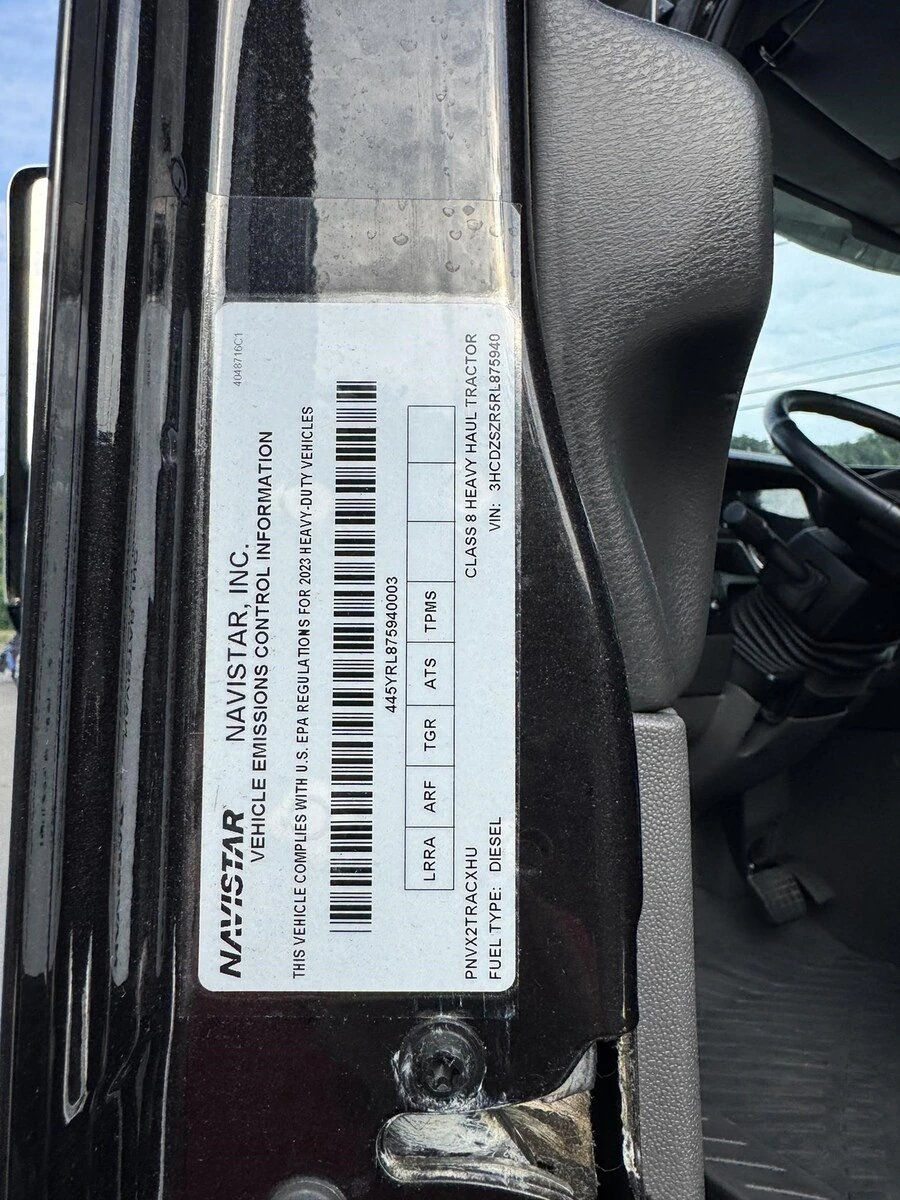 4048716C1
NAVISTAR NAVISTAR, INC.
VEHICLE EMISSIONS CONTROL INFORMATION
THIS VEHICLE COMPLIES WITH U.S. EPA REGULATIONS FOR 2023 HEAVY-DUTY VEHICLES
445YRL875940003
LRRA ARF TGR ATS TPMS
PNVX2TRACXHU CLASS 8 HEAVY HAUL TRACTOR
FUEL TYPE: DIESEL VIN: 3HCDZSZR5RL875940